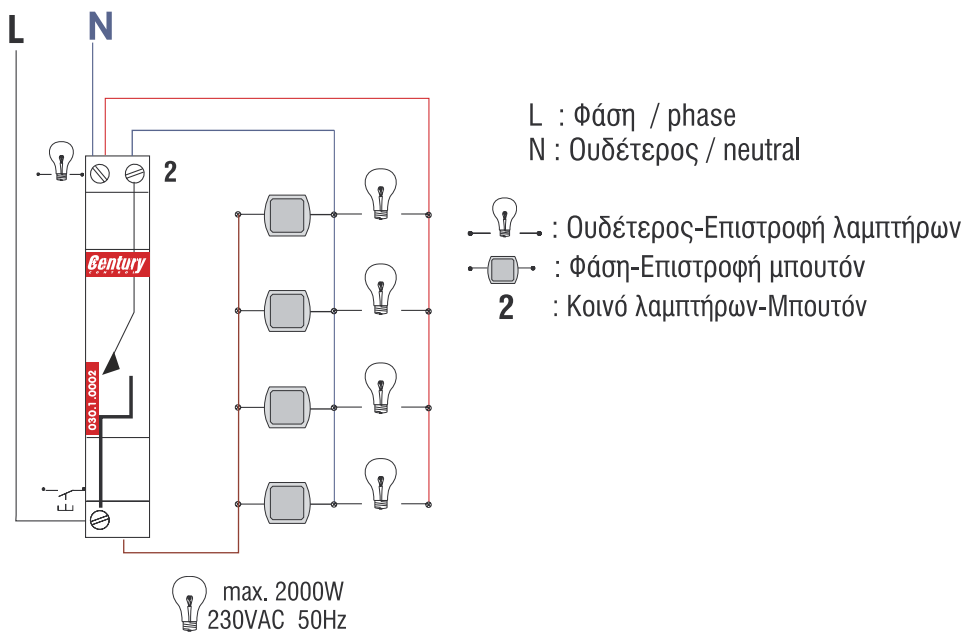 L N
2
L : Φάση / phase
N : Ουδέτερος / neutral
: Ουδέτερος-Επιστροφή λαμπτήρων
: Φάση-Επιστροφή μπουτόν
2 : Κοινό λαμπτήρων-Μπουτόν
Century
CONTROL
030.1.0002
max. 2000W
230VAC 50Hz